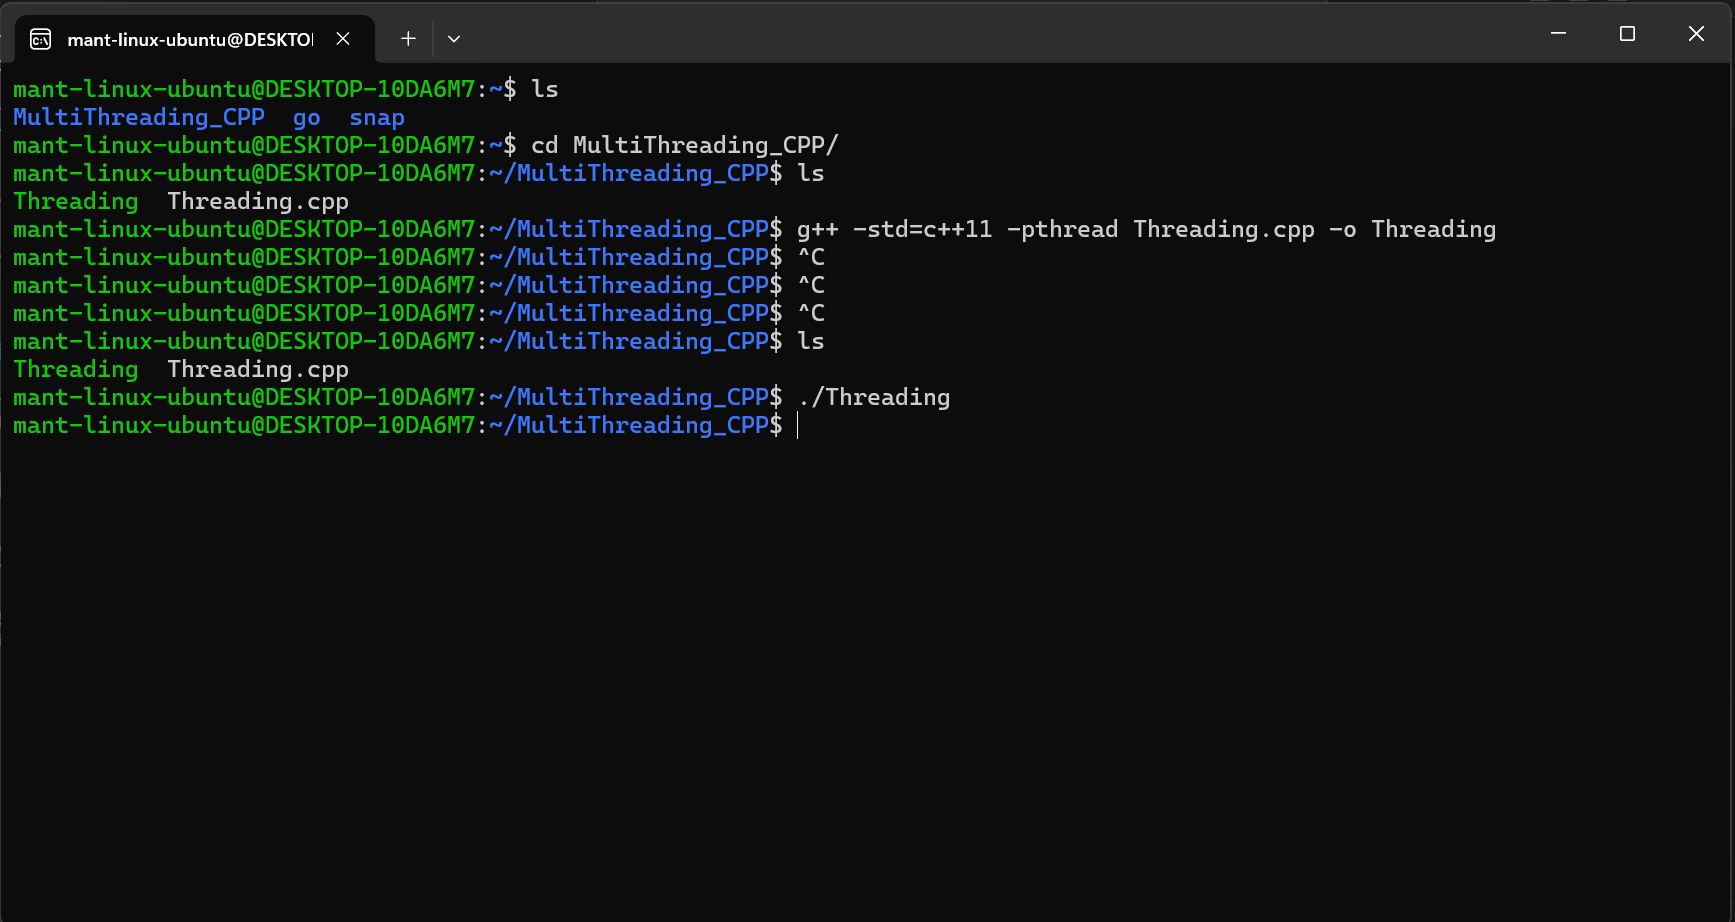 mant-linux-ubuntu@DESKTO
mant-linux-ubuntu@DESKTOP-10DA6M7:~$ ls
MultiThreading_CPP  go  snap
mant-linux-ubuntu@DESKTOP-10DA6M7:~$ cd MultiThreading_CPP/
mant-linux-ubuntu@DESKTOP-10DA6M7:~/MultiThreading_CPP$ ls
Threading  Threading.cpp
mant-linux-ubuntu@DESKTOP-10DA6M7:~/MultiThreading_CPP$ g++ -std=c++11 -pthread Threading.cpp -o Threading
mant-linux-ubuntu@DESKTOP-10DA6M7:~/MultiThreading_CPP$ ^C
mant-linux-ubuntu@DESKTOP-10DA6M7:~/MultiThreading_CPP$ ^C
mant-linux-ubuntu@DESKTOP-10DA6M7:~/MultiThreading_CPP$ ^C
mant-linux-ubuntu@DESKTOP-10DA6M7:~/MultiThreading_CPP$ ls
Threading  Threading.cpp
mant-linux-ubuntu@DESKTOP-10DA6M7:~/MultiThreading_CPP$ ./Threading
mant-linux-ubuntu@DESKTOP-10DA6M7:~/MultiThreading_CPP$